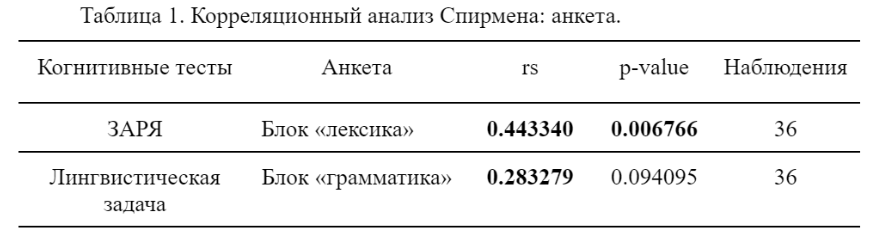 Таблица 1. Корреляционный анализ Спирмена: анкета.
Когнитивные тесты Анкета rs p-value Наблюдения
ЗАРЯ Блок «лексика» 0.443340 0.006766 36
Лингвистическая Блок «грамматика» 0.283279 0.094095 36
задача